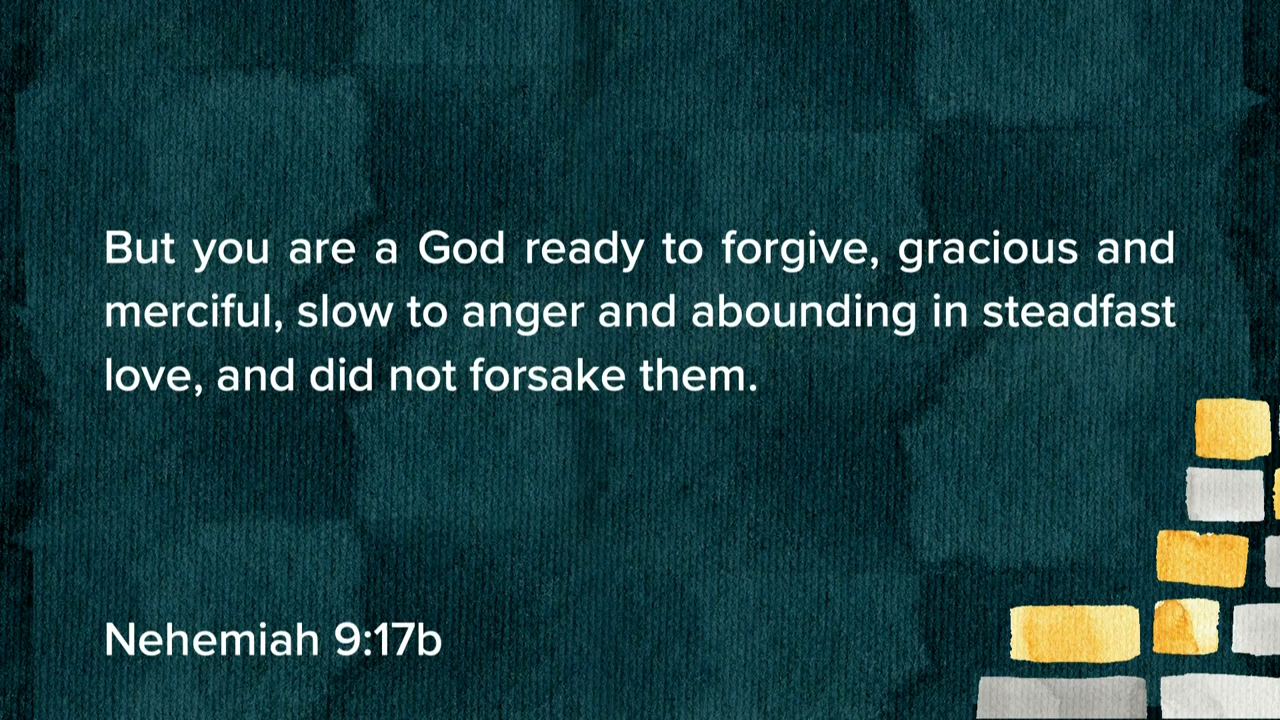 But you are a God ready to forgive, gracious and
merciful, slow to anger and abounding in steadfast
love, and did not forsake them.
Nehemiah 9:17b